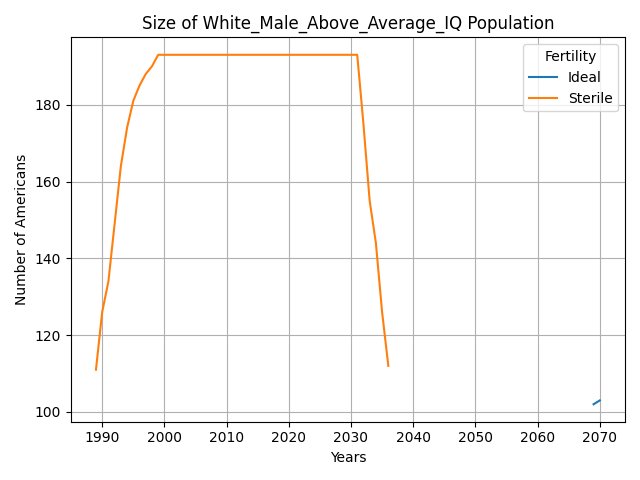 Size of White_Male_Above_Average_IQ Population
Fertility
Ideal
Sterile
180
160
140
120
100
Number of Americans
1990 2000 2010 2020 2030 2040 2050 2060 2070
Years